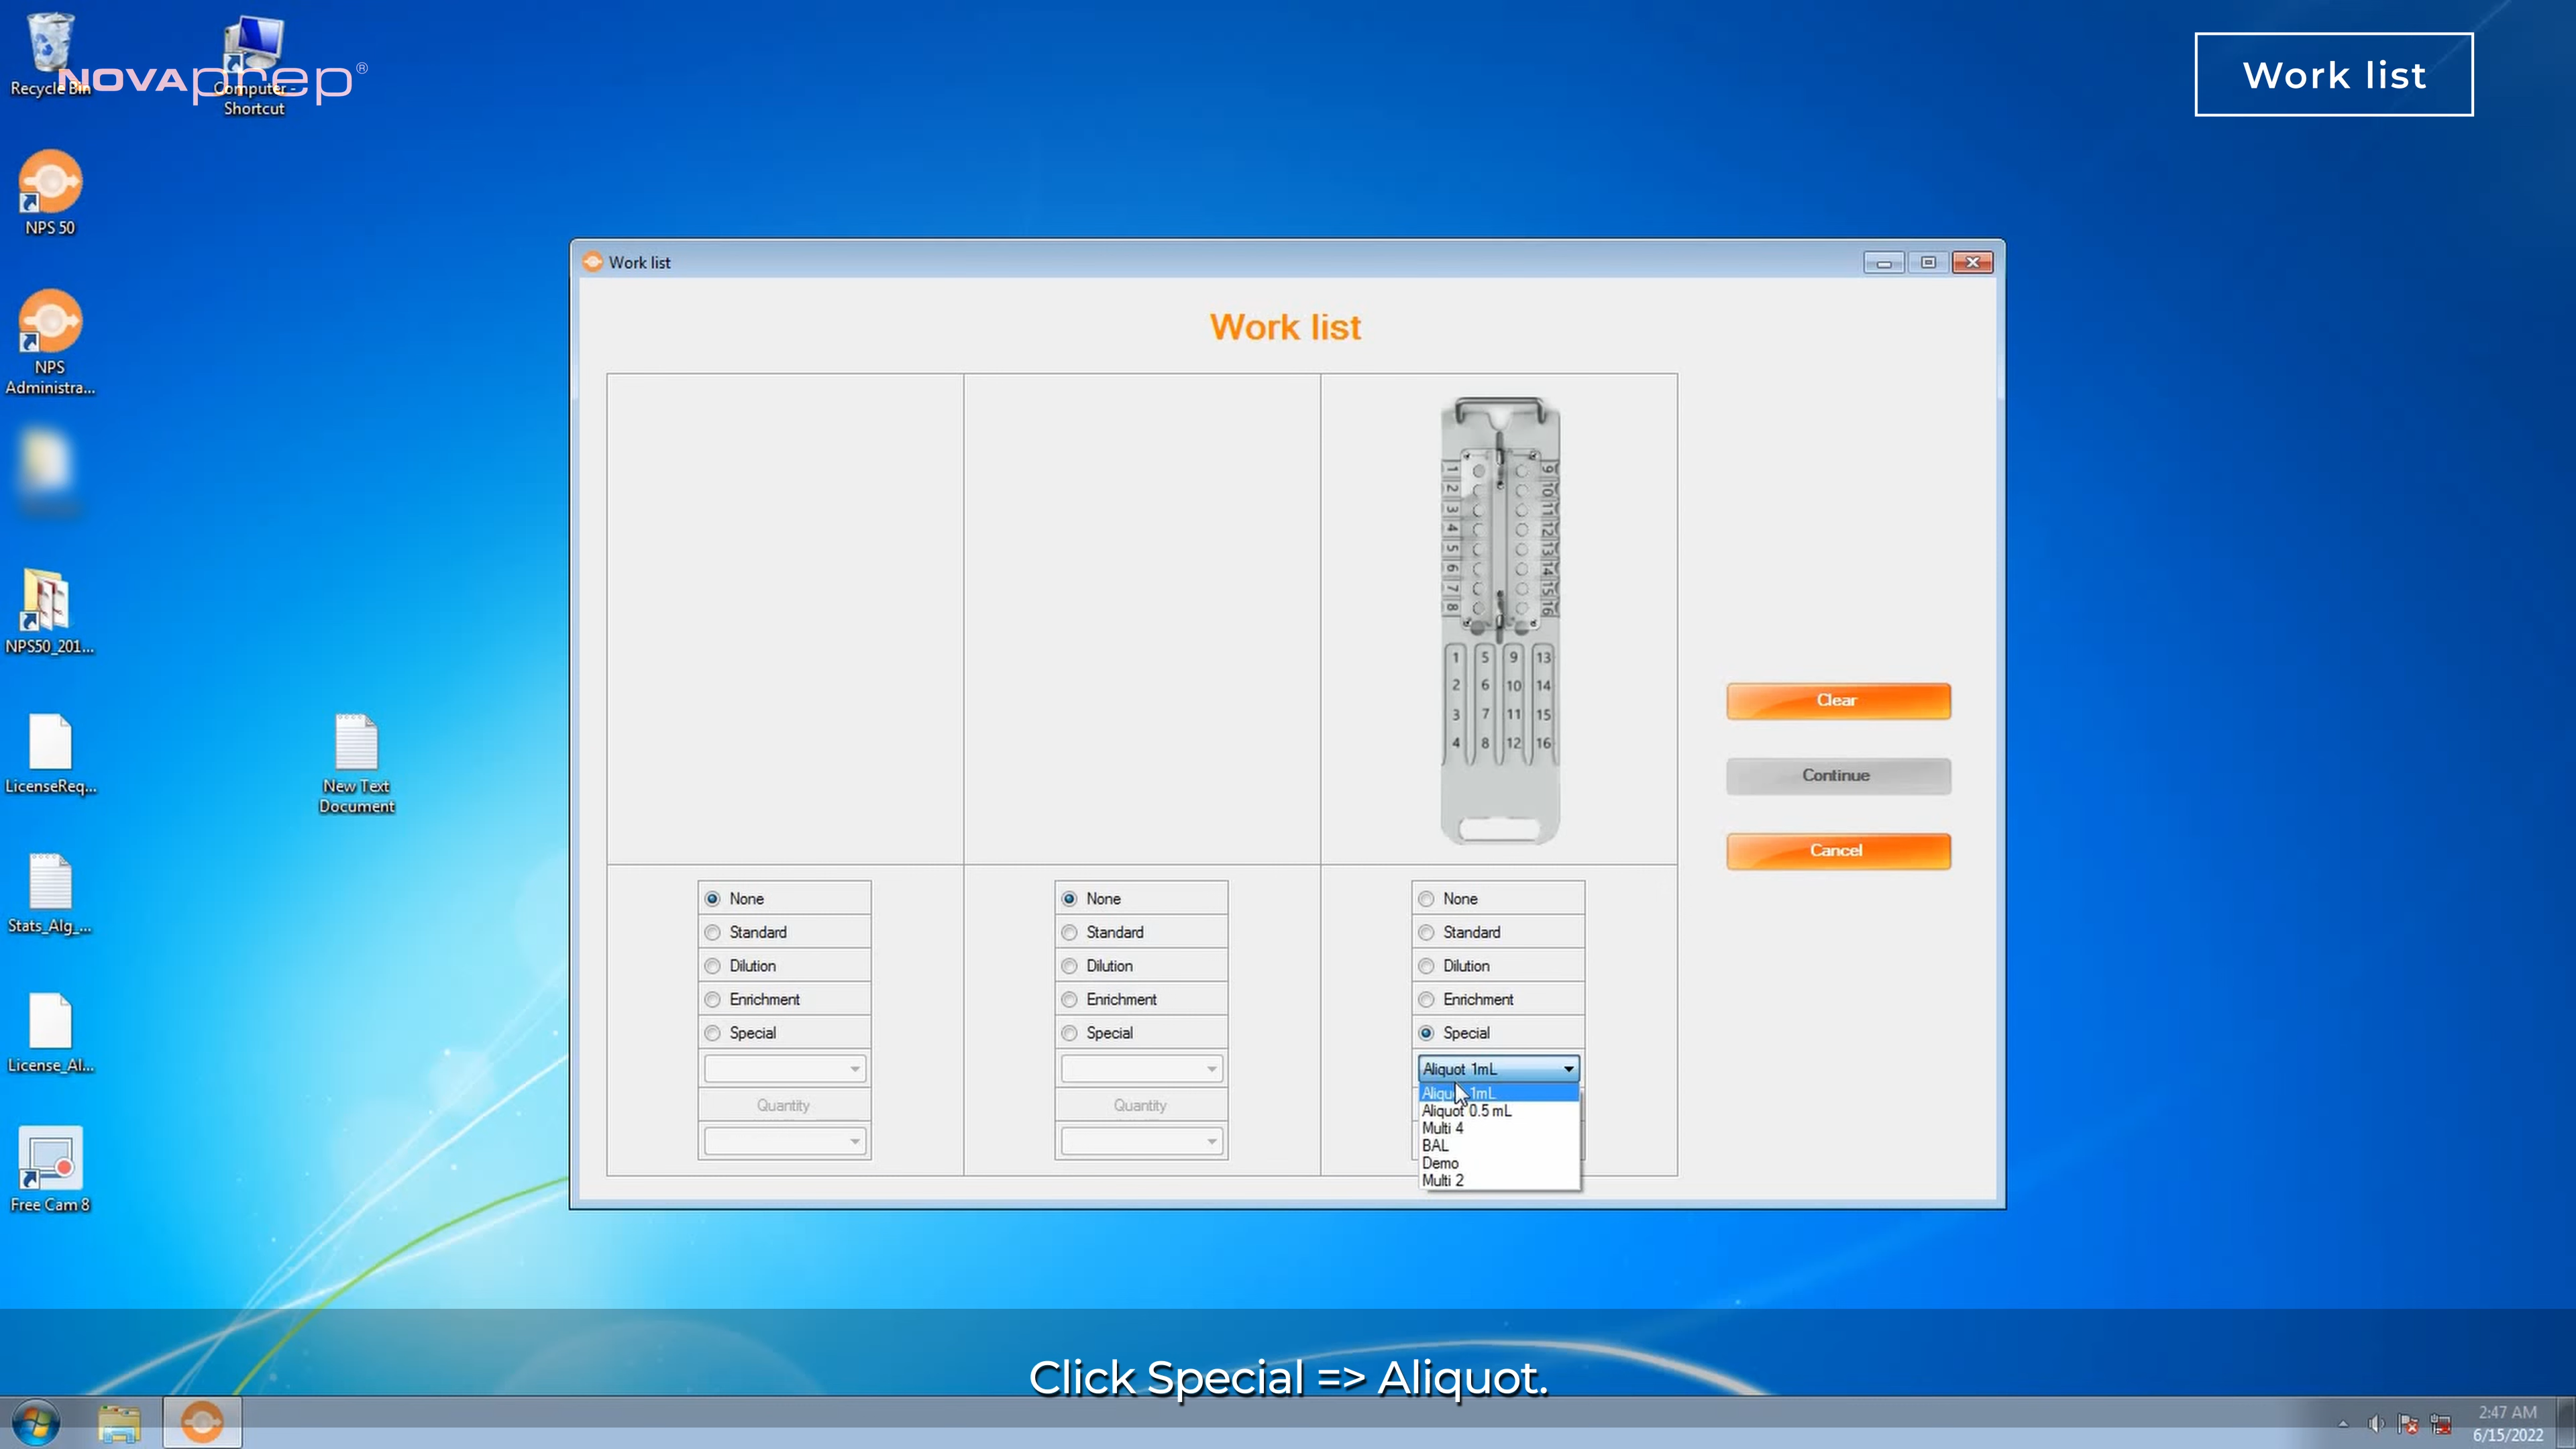 Recycle Bin
Computer -
Shortcut
NOVAprep®
Work list
NPS 50
NPS
Administra...
NPS50_201...
LicenseReq...
New Text
Document
Stats_Alg_...
License_Al...
Free Cam 8
Work list
Work list
1 9
2 10
3 11
4 12
5 13
6 14
7 15
8 16
1 5 9 13
2 6 10 14
3 7 11 15
4 8 12 16
Clear
Continue
Cancel
None
Standard
Dilution
Enrichment
Special
Quantity
None
Standard
Dilution
Enrichment
Special
Quantity
None
Standard
Dilution
Enrichment
Special
Aliquot 1mL
Aliquot 1mL
Aliquot 0.5 mL
Multi 4
BAL
Demo
Multi 2
Click Special => Aliquot.
2:47 AM
6/15/2022